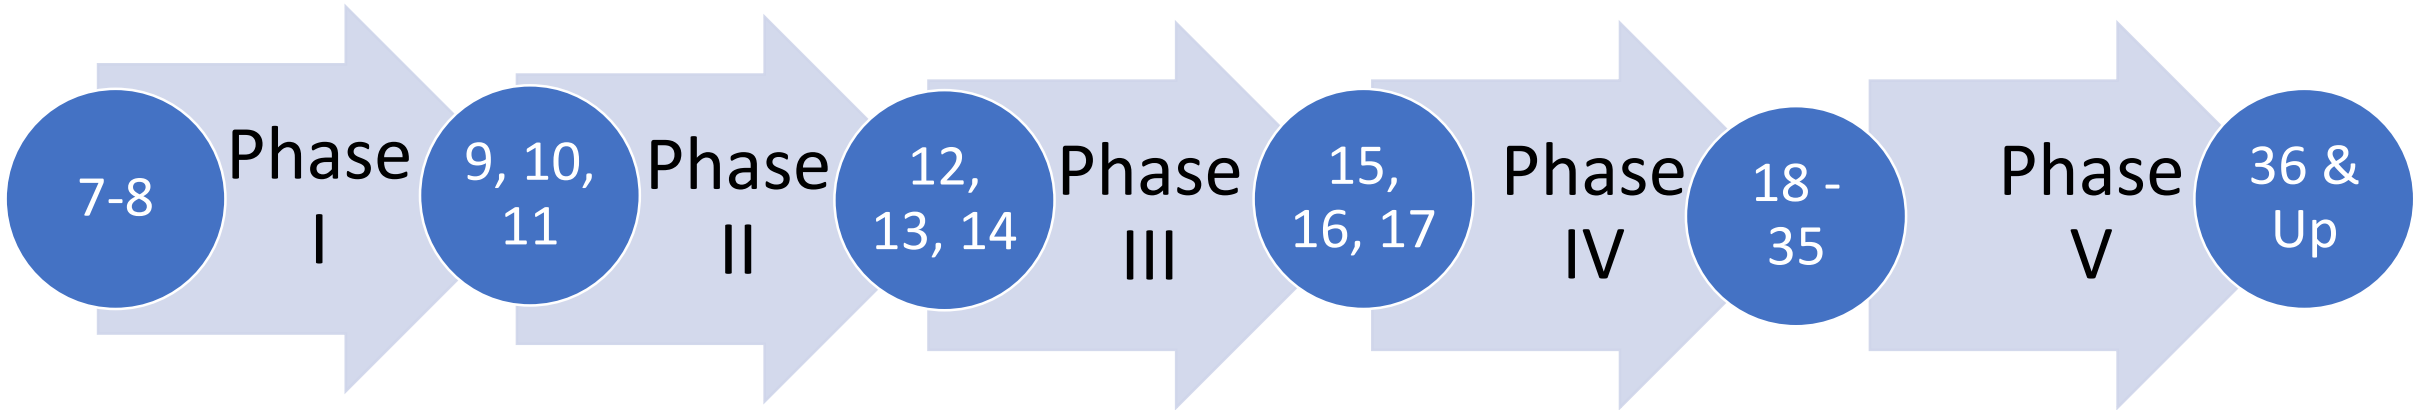 7-8
Phase
I
9, 10,
11
Phase
II
12,
13, 14
Phase
III
15,
16, 17
Phase
IV
18 -
35
Phase
V
36 &
Up